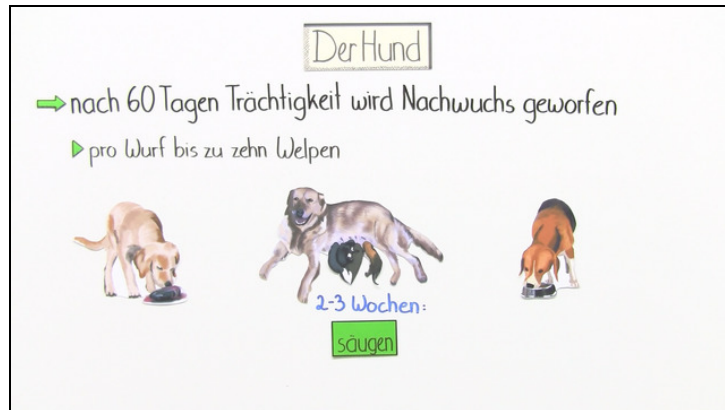 Der Hund
nach 60 Tagen Trächtigkeit wird Nachwuchs geworfen
pro Wurf bis zu zehn Welpen
2-3 Wochen:
säugen